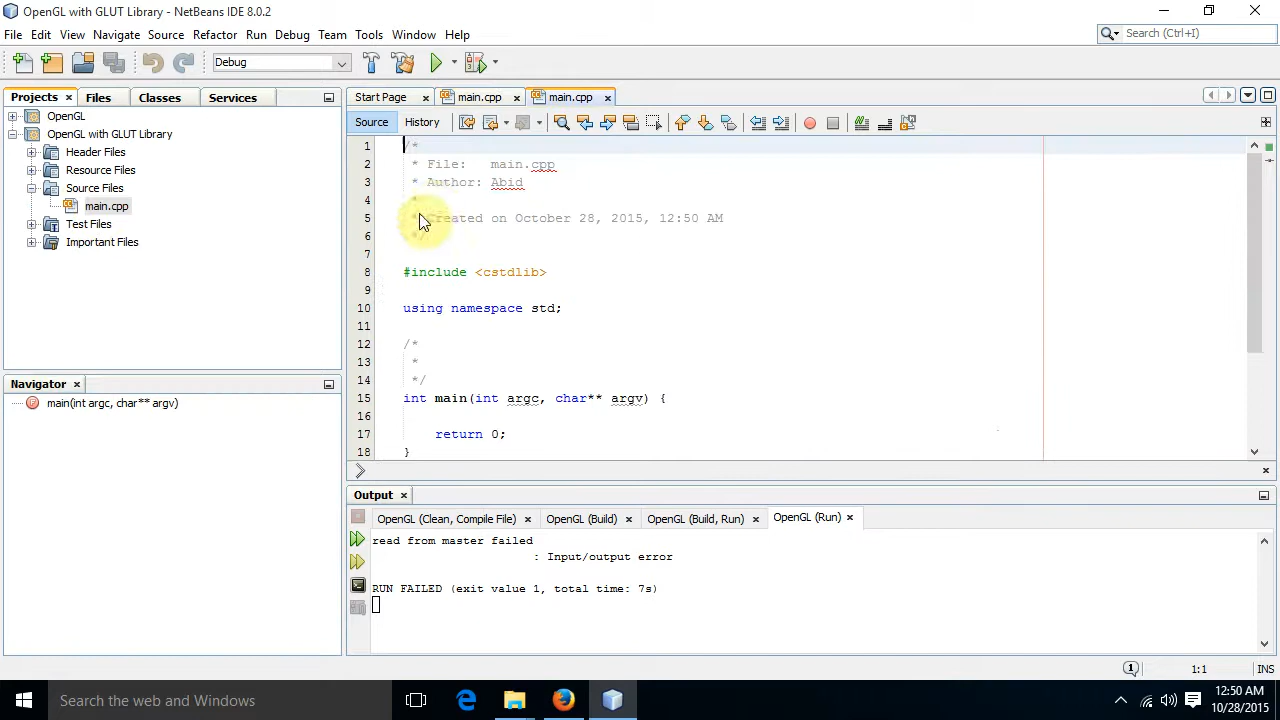 OpenGL with GLUT Library - NetBeans IDE 8.0.2
File Edit View Navigate Source Refactor Run Debug Team Tools Window Help
Search (Ctrl+I)
Debug
Projects Files Classes Services
Start Page main.cpp main.cpp
OpenGL
OpenGL with GLUT Library
Header Files
Resource Files
Source Files
main.cpp
Test Files
Important Files
Source History
1 /*
2 * File: main.cpp
3 * Author: Abid
4 *
5 * Created on October 28, 2015, 12:50 AM
6 */
7
8 #include <cstdlib>
9
10 using namespace std;
11
12 /*
13 *
14 */
15 int main(int argc, char** argv) {
16
17 return 0;
18 }
Navigator
main(int argc, char** argv)
Output
OpenGL (Clean, Compile File) OpenGL (Build) OpenGL (Build, Run) OpenGL (Run)
read from master failed
: Input/output error
RUN FAILED (exit value 1, total time: 7s)
1:1 INS
Search the web and Windows
12:50 AM
10/28/2015